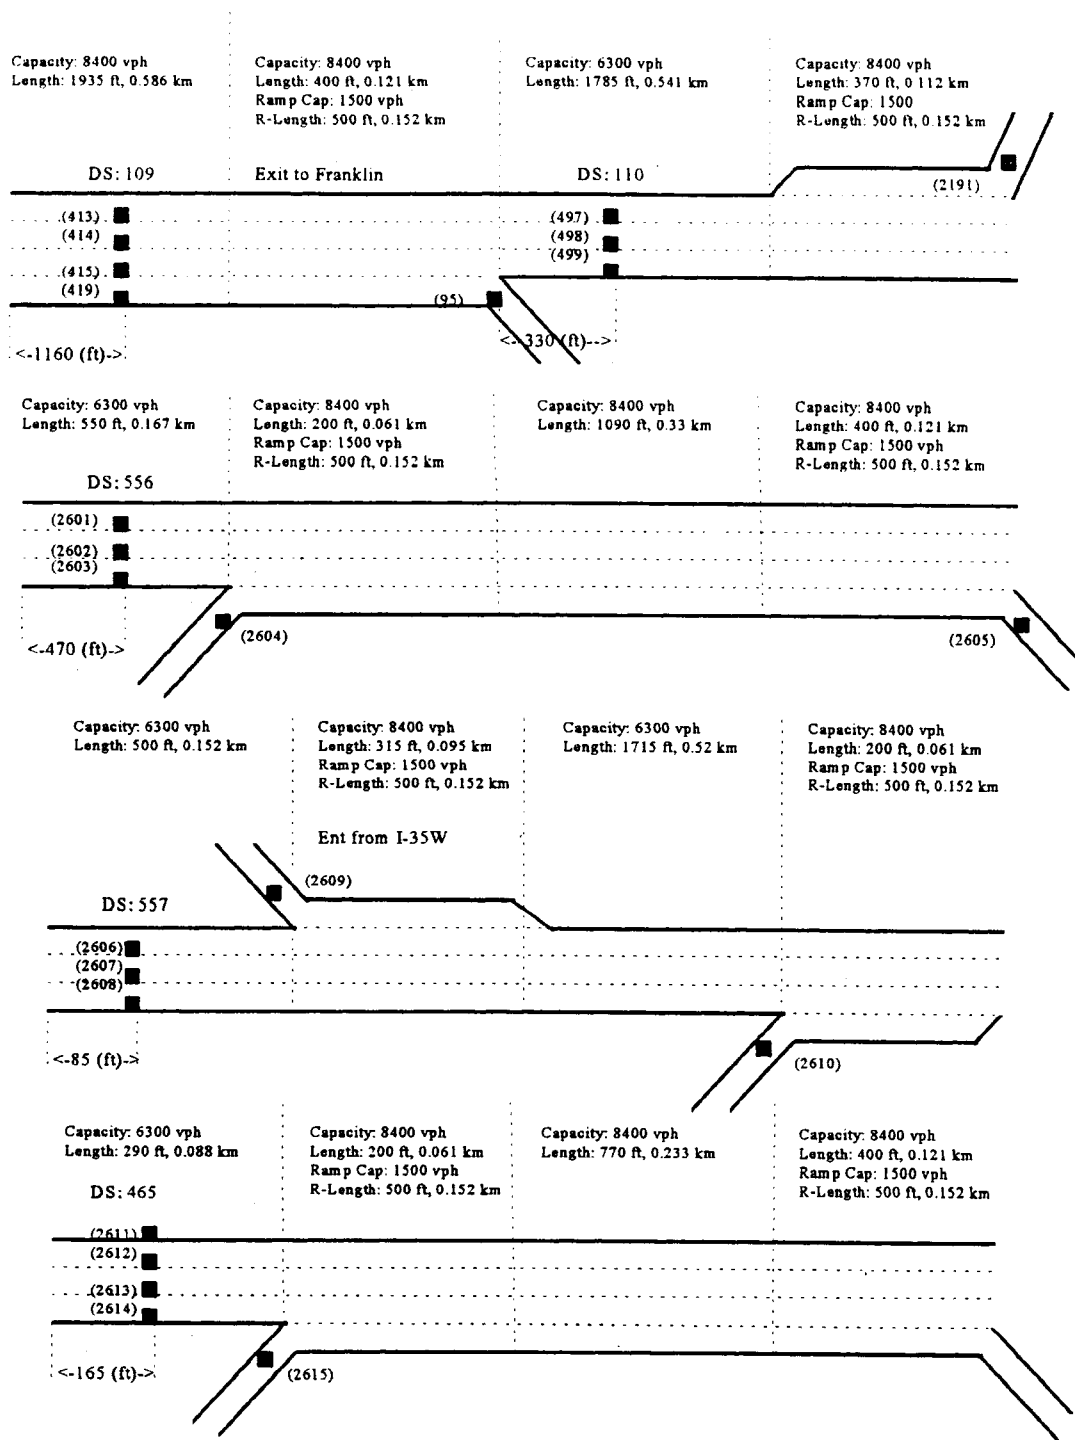 Capacity: 8400 vph
Length: 1935 ft, 0.586 km
Capacity: 8400 vph
Length: 400 ft, 0.121 km
Ramp Cap: 1500 vph
R-Length: 500 ft, 0.152 km
Capacity: 6300 vph
Length: 1785 ft, 0.541 km
Capacity: 8400 vph
Length: 370 ft, 0 112 km
Ramp Cap: 1500
R-Length: 500 ft, 0.152 km
DS: 109
Exit to Franklin
DS: 110
(2191)
(413)
(414)
(415)
(419)
(497)
(498)
(499)
(95)
<-1160 (ft)->
<--330 (ft)-->
Capacity: 6300 vph
Length: 550 ft, 0.167 km
Capacity: 8400 vph
Length: 200 ft, 0.061 km
Ramp Cap: 1500 vph
R-Length: 500 ft, 0.152 km
Capacity: 8400 vph
Length: 1090 ft, 0.33 km
Capacity: 8400 vph
Length: 400 ft, 0.121 km
Ramp Cap: 1500 vph
R-Length: 500 ft, 0.152 km
DS: 556
(2601)
(2602)
(2603)
(2604)
(2605)
<-470 (ft)->
Capacity: 6300 vph
Length: 500 ft, 0.152 km
Capacity: 8400 vph
Length: 315 ft, 0.095 km
Ramp Cap: 1500 vph
R-Length: 500 ft, 0.152 km
Capacity: 6300 vph
Length: 1715 ft, 0.52 km
Capacity: 8400 vph
Length: 200 ft, 0.061 km
Ramp Cap: 1500 vph
R-Length: 500 ft, 0.152 km
Ent from I-35W
(2609)
DS: 557
(2606)
(2607)
(2608)
<-85 (ft)->
(2610)
Capacity: 6300 vph
Length: 290 ft, 0.088 km
Capacity: 8400 vph
Length: 200 ft, 0.061 km
Ramp Cap: 1500 vph
R-Length: 500 ft, 0.152 km
Capacity: 8400 vph
Length: 770 ft, 0.233 km
Capacity: 8400 vph
Length: 400 ft, 0.121 km
Ramp Cap: 1500 vph
R-Length: 500 ft, 0.152 km
DS: 465
(2611)
(2612)
(2613)
(2614)
<-165 (ft)->
(2615)